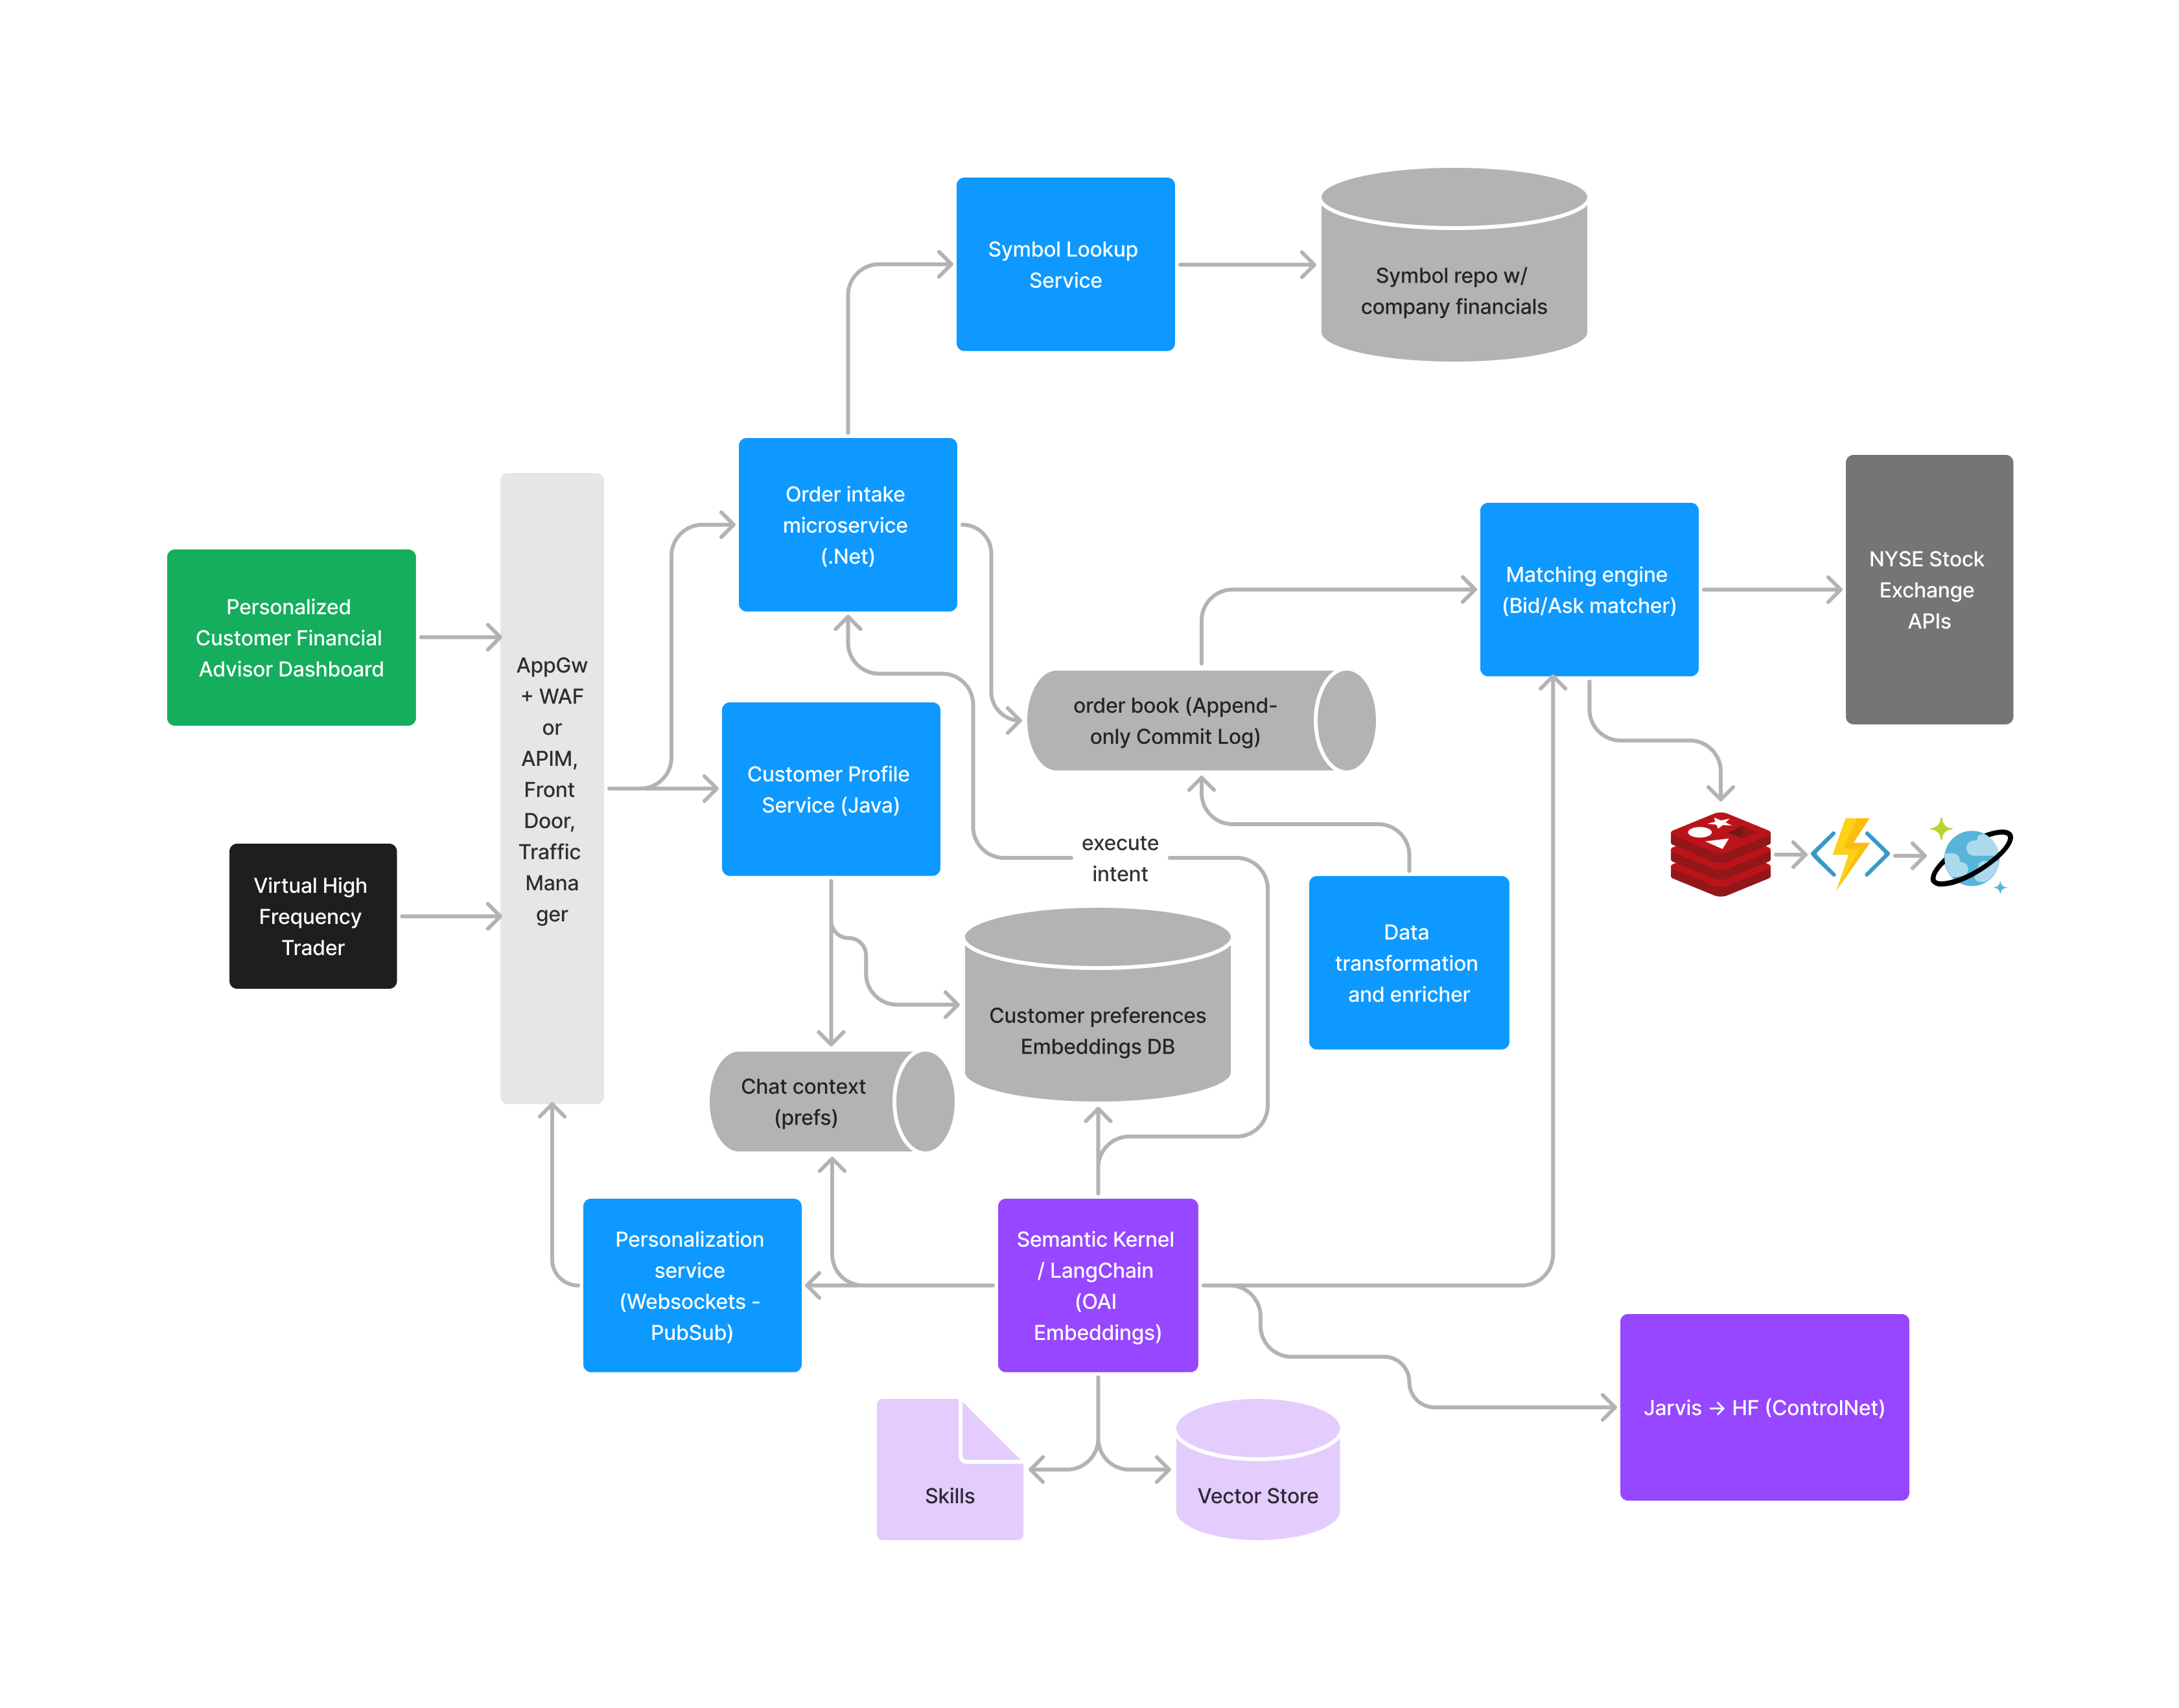 Symbol Lookup
Service
Symbol repo w/
company financials
Order intake
microservice
(.Net)
Personalized
Customer Financial
Advisor Dashboard
AppGw
+ WAF
or
APIM,
Front
Door,
Traffic
Mana
ger
Matching engine
(Bid/Ask matcher)
NYSE Stock
Exchange
APIs
order book (Append-
only Commit Log)
Customer Profile
Service (Java)
execute
intent
Virtual High
Frequency
Trader
Data
transformation
and enricher
Customer preferences
Embeddings DB
Chat context
(prefs)
Personalization
service
(Websockets -
PubSub)
Semantic Kernel
/ LangChain
(OAI
Embeddings)
Jarvis → HF (ControlNet)
Skills
Vector Store